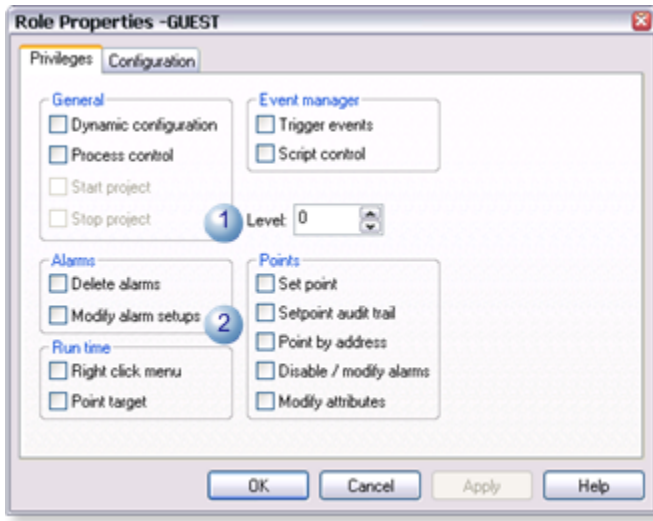 Role Properties -GUEST
Privileges
Configuration
General
Dynamic configuration
Process control
Start project
Stop project
Event manager
Trigger events
Script control
1
Level: 0
Alarms
Delete alarms
Modify alarm setups
2
Points
Set point
Setpoint audit trail
Point by address
Disable / modify alarms
Modify attributes
Run time
Right click menu
Point target
OK
Cancel
Apply
Help